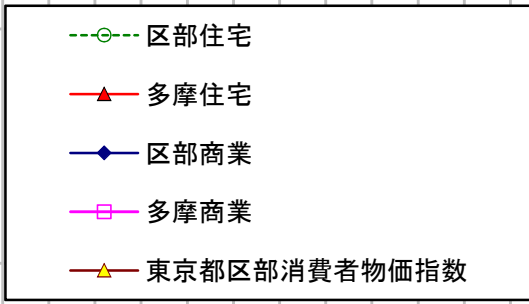 区部住宅
多摩住宅
区部商業
多摩商業
東京都区部消費者物価指数